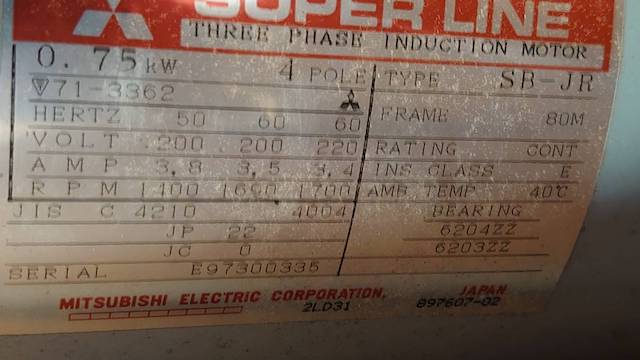 SUPER LINE
THREE PHASE INDUCTION MOTOR
0.75 kW 4 POLE TYPE SB-JR
71-3362
HERTZ 50 60 60 FRAME 80M
VOLT 200 200 220 RATING CONT
AMP 3.8 3.5 3.4 INS CLASS E
RPM 1400 1690 1700 AMB. TEMP. 40℃
JIS C 4210 4004 BEARING
JP 22 6204ZZ
JC 0 6203ZZ
SERIAL E97300335
MITSUBISHI ELECTRIC CORPORATION, JAPAN
2LD31 897607-02